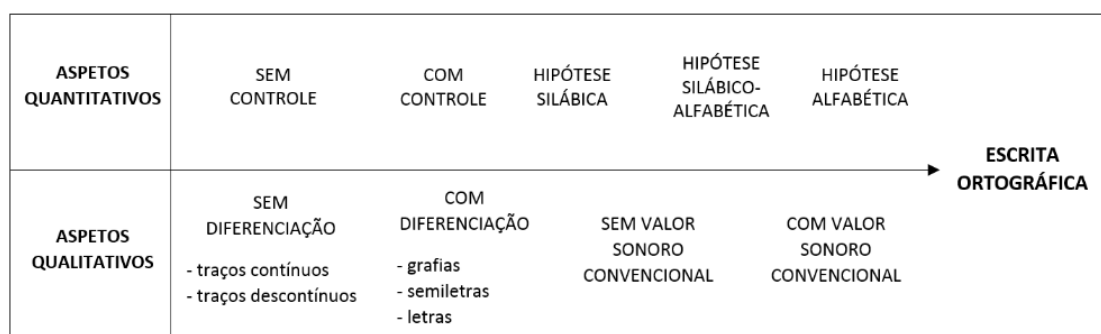 ASPETOS
QUANTITATIVOS
SEM
CONTROLE
COM
CONTROLE
HIPÓTESE
SILÁBICA
HIPÓTESE
SILÁBICO-
ALFABÉTICA
HIPÓTESE
ALFABÉTICA
ESCRITA
ORTOGRÁFICA
ASPETOS
QUALITATIVOS
SEM
DIFERENCIAÇÃO
- traços contínuos
- traços descontínuos
COM
DIFERENCIAÇÃO
- grafias
- semiletras
- letras
SEM VALOR
SONORO
CONVENCIONAL
COM VALOR
SONORO
CONVENCIONAL